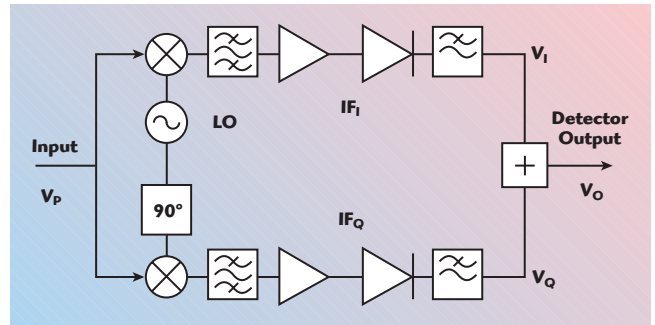 V_I
IF_I
LO
Detector
Output
Input
+
V_P
V_O
90°
IF_Q
V_Q